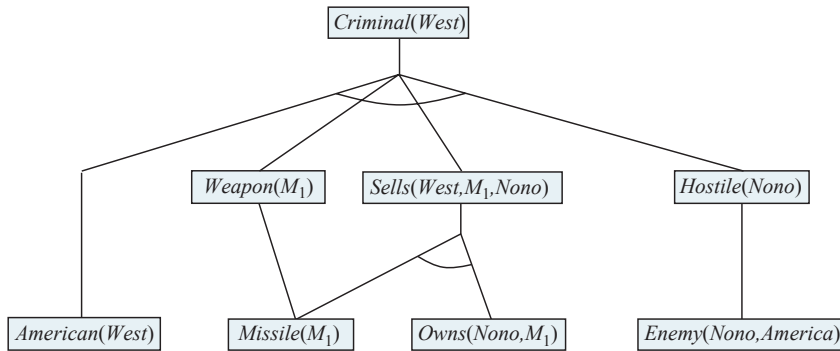 Criminal(West)
Weapon(M₁)
Sells(West,M₁,Nono)
Hostile(Nono)
American(West)
Missile(M₁)
Owns(Nono,M₁)
Enemy(Nono,America)